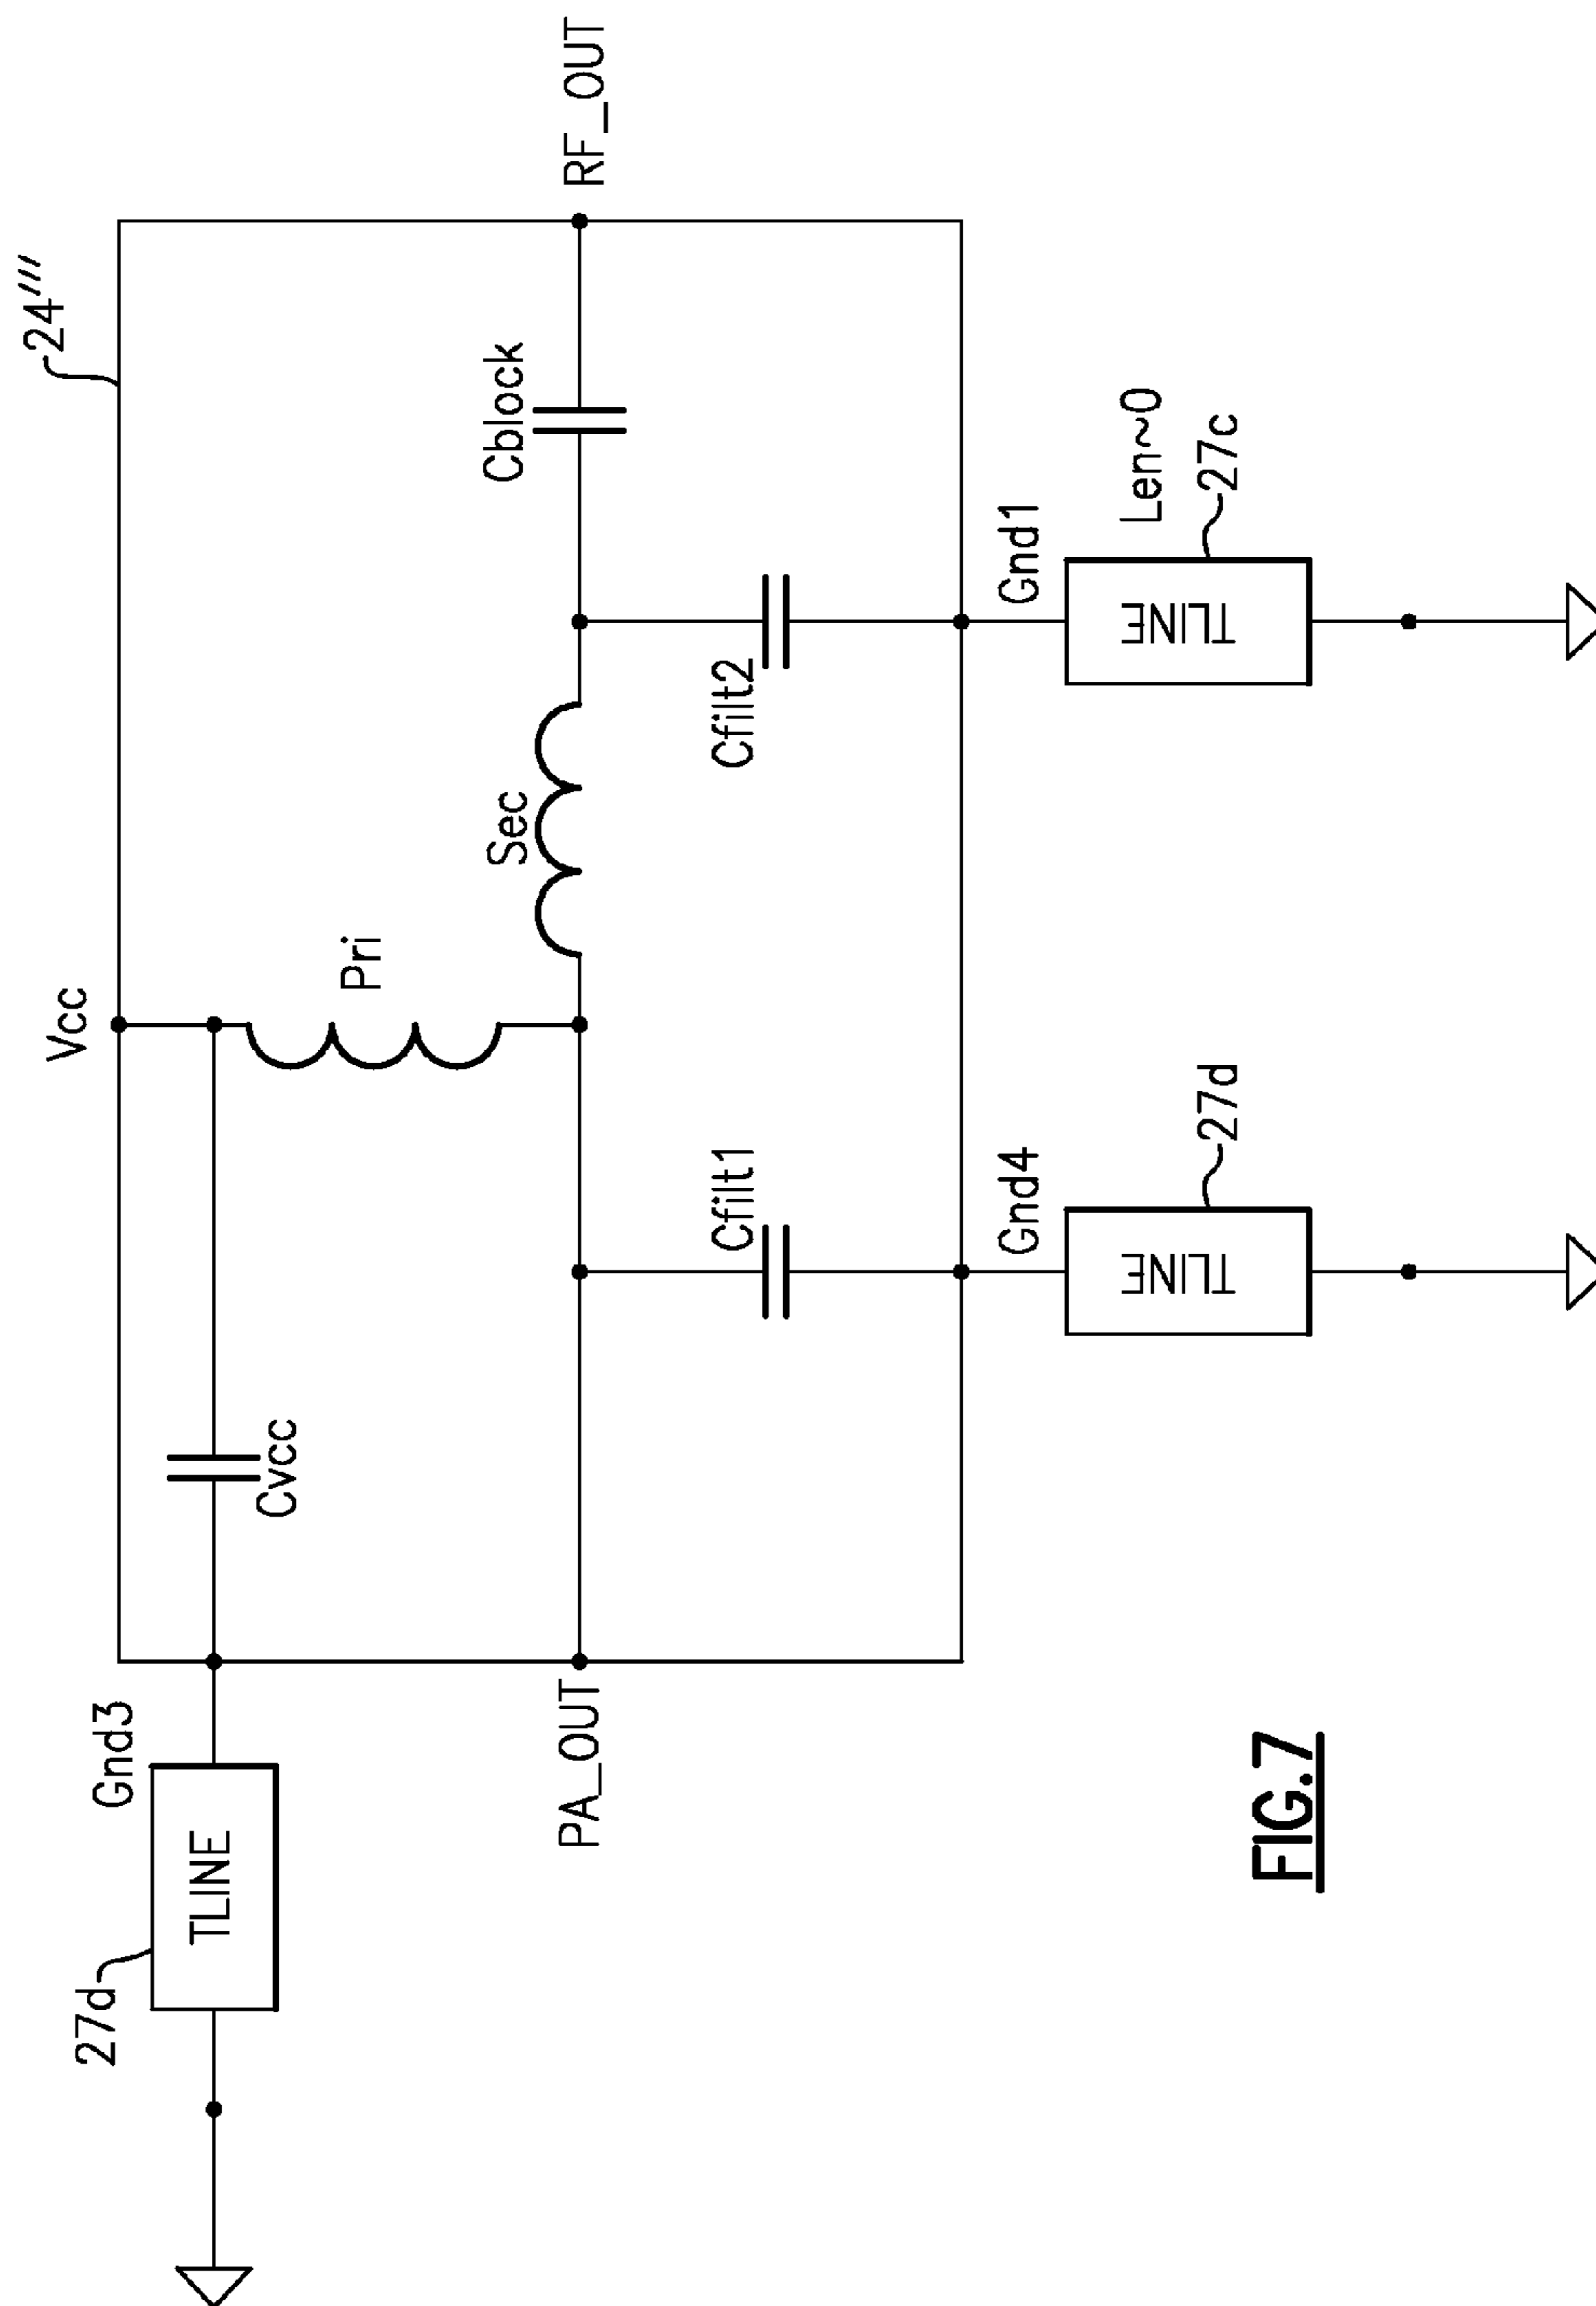 24'''
Vcc
Gnd3
27d
TLINE
Cvcc
Pri
Sec
Cblock
RF_OUT
PA_OUT
Cfilt1
Cfilt2
Gnd4
Gnd1
TLINE
27d
TLINE
Len~0
27c
FIG.7